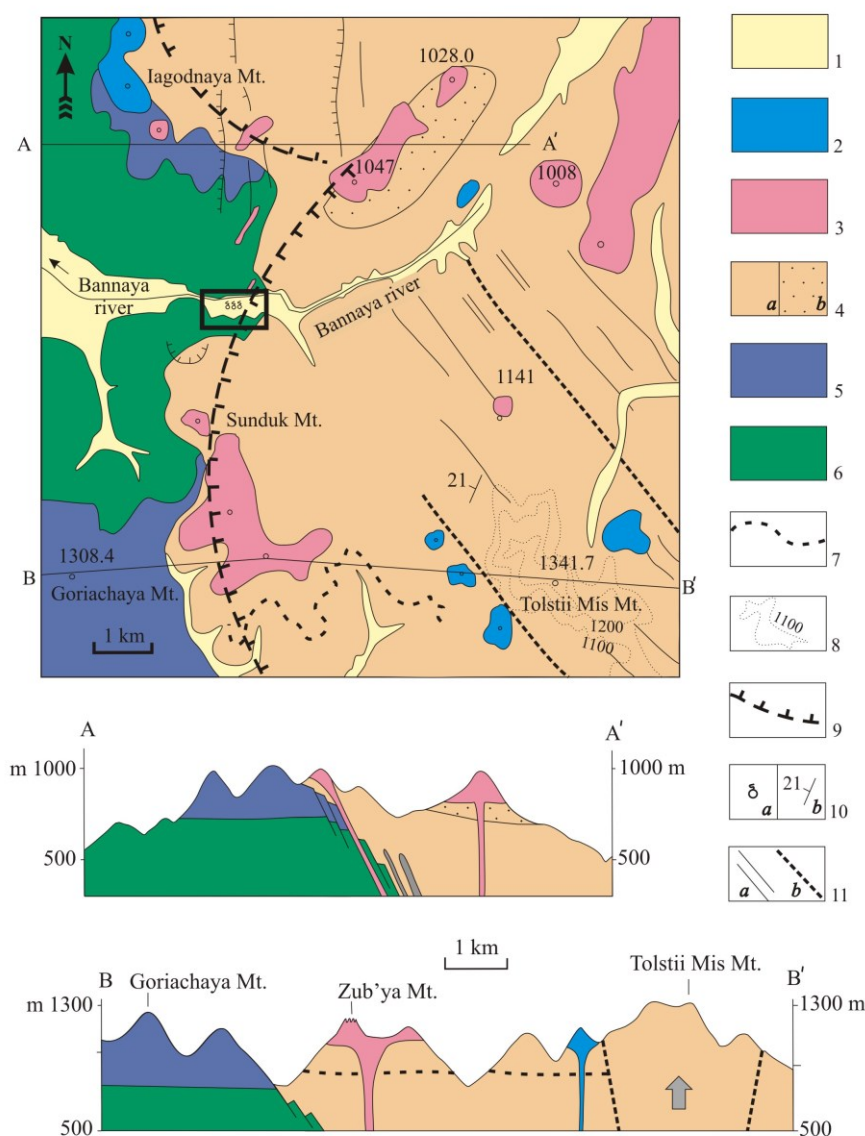 N
Iagodnaya Mt.
1028.0
A
A'
1047
1008
Bannaya
river
Bannaya river
1141
Sunduk Mt.
21
1308.4
1341.7
B
B'
Goriachaya Mt.
Tolstii Mis Mt.
1200
1100
1 km
1
2
3
a
b
4
5
6
7
1100
8
9
a
21
b
10
a
b
11
A
A'
m 1000
1000 m
500
500
1 km
B
Goriachaya Mt.
Zub'ya Mt.
Tolstii Mis Mt.
B'
m 1300
1300 m
500
500